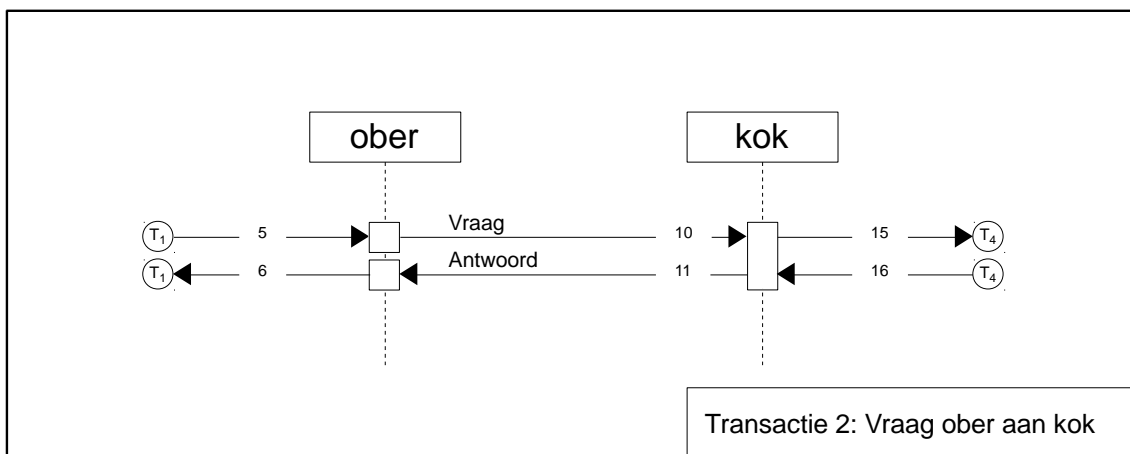 ober kok
Vraag
T1 5 10 15 T4
Antwoord
T1 6 11 16 T4
Transactie 2: Vraag ober aan kok